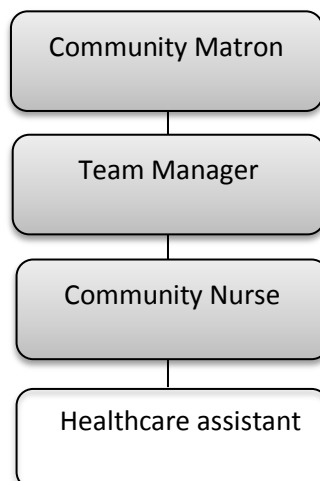 Community Matron
Team Manager
Community Nurse
Healthcare assistant